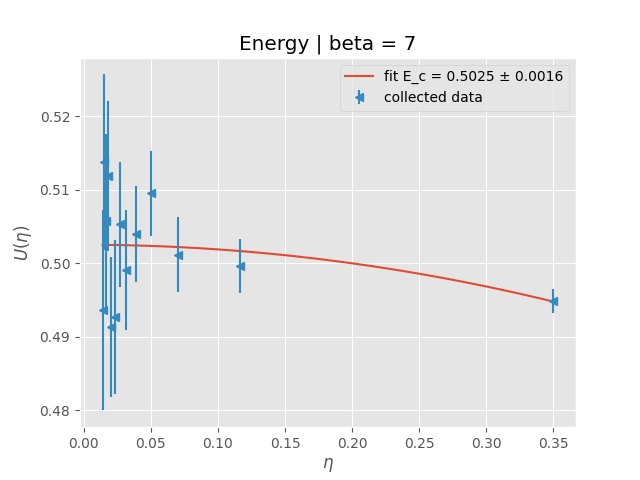 Energy | beta = 7
fit E_c = 0.5025 ± 0.0016
collected data
0.52
0.51
0.50
0.49
0.48
U(η)
0.00 0.05 0.10 0.15 0.20 0.25 0.30 0.35
η